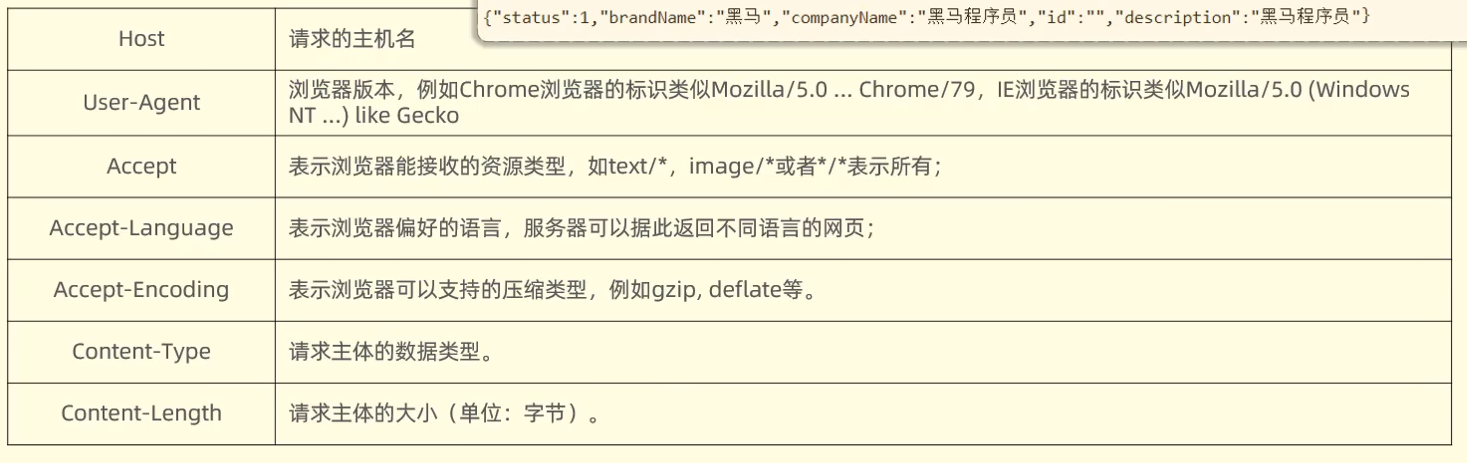 {"status":1,"brandName":"黑马","companyName":"黑马程序员","id":"","description":"黑马程序员"}
Host 请求的主机名
User-Agent 浏览器版本，例如Chrome浏览器的标识类似Mozilla/5.0 ... Chrome/79，IE浏览器的标识类似Mozilla/5.0 (Windows
NT ...) like Gecko
Accept 表示浏览器能接收的资源类型，如text/*，image/*或者*/*表示所有；
Accept-Language 表示浏览器偏好的语言，服务器可以据此返回不同语言的网页；
Accept-Encoding 表示浏览器可以支持的压缩类型，例如gzip, deflate等。
Content-Type 请求主体的数据类型。
Content-Length 请求主体的大小（单位：字节）。